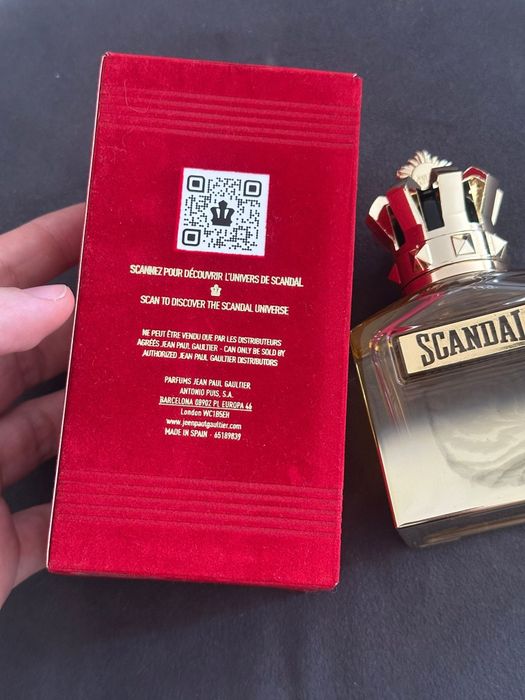 SCANNEZ POUR DÉCOUVRIR L'UNIVERS DE SCANDAL
SCAN TO DISCOVER THE SCANDAL UNIVERSE
NE PEUT ÊTRE VENDU QUE PAR LES DISTRIBUTEURS
AGRÉÉS JEAN PAUL GAULTIER - CAN ONLY BE SOLD BY
AUTHORIZED JEAN PAUL GAULTIER DISTRIBUTORS
PARFUMS JEAN PAUL GAULTIER
ANTONIO PUIG, S.A.
BARCELONA 08902 PL EUROPA 46
London WC1B5EH
www.jeanpaulgaultier.com
MADE IN SPAIN - 65189839
SCANDAL